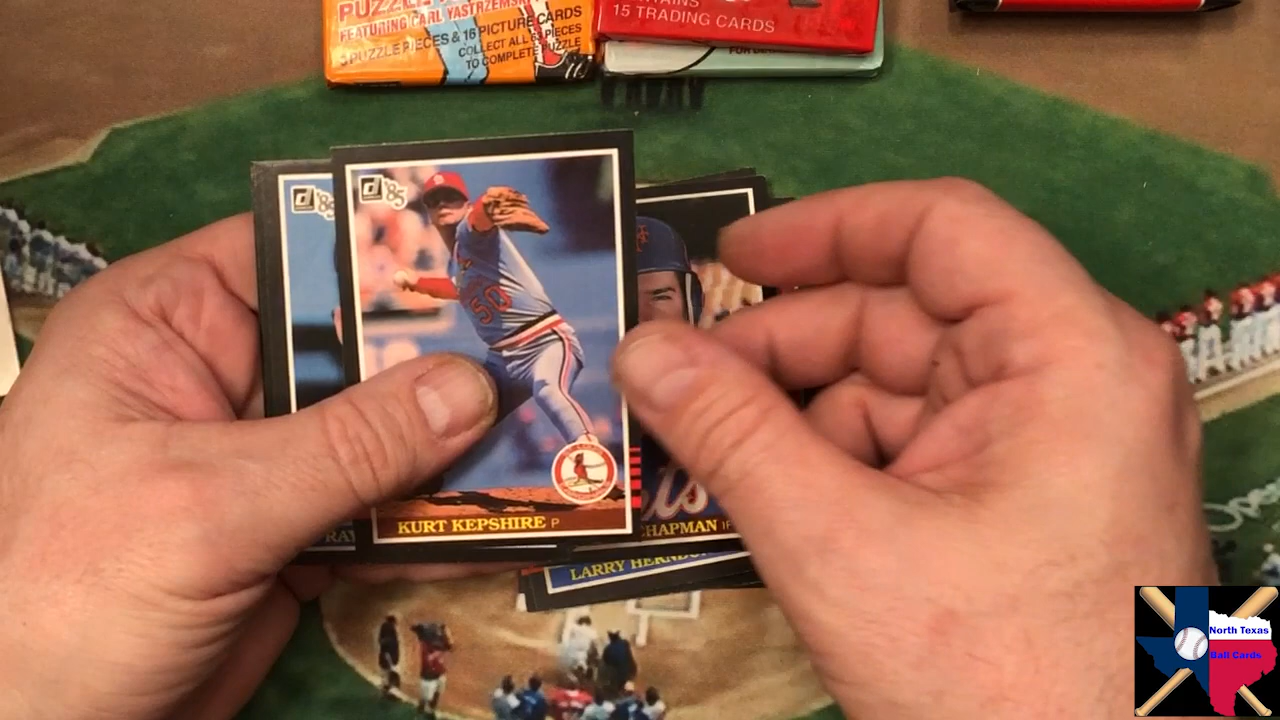 PUZZLE
FEATURING CARL YASTRZEMSKI
3 PUZZLE PIECES & 16 PICTURE CARDS
COLLECT ALL 63 PIECES
TO COMPLETE PUZZLE
15 TRADING CARDS
d '85
d '85
50
KURT KEPSHIRE P
CHAPMAN IF
LARRY HERNDON
North Texas
Ball Cards